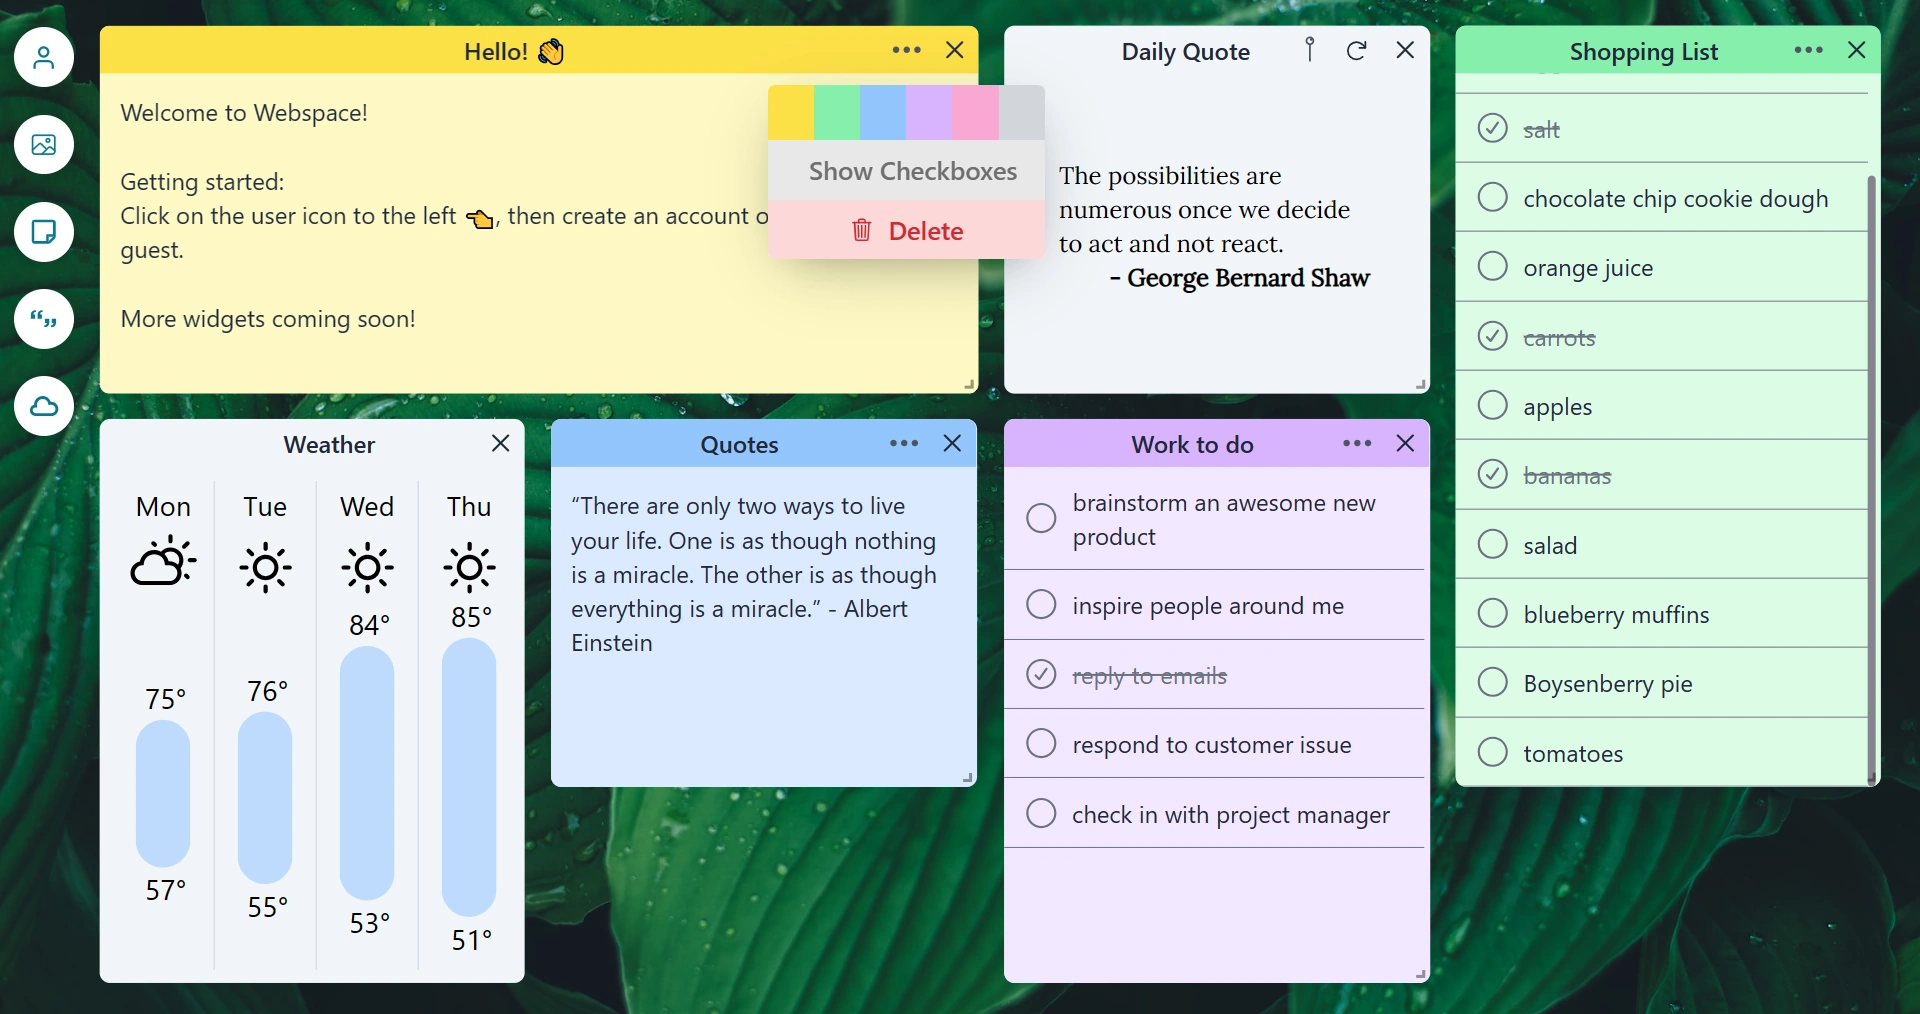 Hello! 👋
Welcome to Webspace!
Getting started:
Click on the user icon to the left 👈, then create an account o
guest.
More widgets coming soon!
Show Checkboxes
Delete
Daily Quote
The possibilities are
numerous once we decide
to act and not react.
- George Bernard Shaw
Shopping List
salt
chocolate chip cookie dough
orange juice
carrots
apples
bananas
salad
blueberry muffins
Boysenberry pie
tomatoes
Weather
Mon Tue Wed Thu
75° 76° 84° 85°
57° 55° 53° 51°
Quotes
“There are only two ways to live
your life. One is as though nothing
is a miracle. The other is as though
everything is a miracle.” - Albert
Einstein
Work to do
brainstorm an awesome new
product
inspire people around me
reply to emails
respond to customer issue
check in with project manager